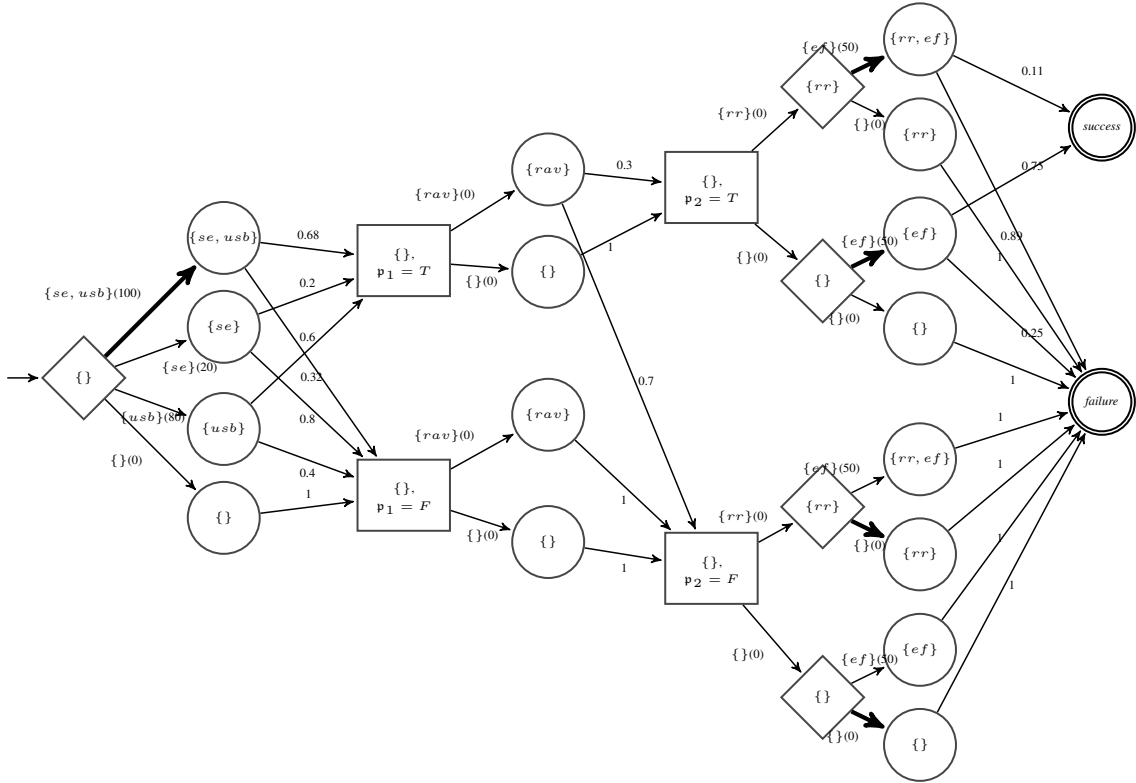 {ef}(50)
{rr, ef}
{rr}
0.11
{rr}(0)
{}(0)
{rr}
success
{rav}
0.3
{},
p₂ = T
0.75
{rav}(0)
{ef}(50)
{ef}
0.89
{se, usb}
0.68
{},
p₁ = T
1
{}(0)
1
{}
{}(0)
{}
0.2
{se, usb}(100)
{}(0)
{se}
0.6
{}
0.25
{se}(20)
{}
0.32
0.7
1
failure
{usb}(80)
{usb}
0.8
{rav}
1
{}(0)
{rav}(0)
{rr, ef}
0.4
{ef}(50)
1
1
{},
p₁ = F
1
{rr}
{}
{rr}(0)
{}(0)
{}
{}(0)
{rr}
1
{},
p₂ = F
1
1
{}(0)
{ef}(50)
{ef}
{}
{}(0)
{}